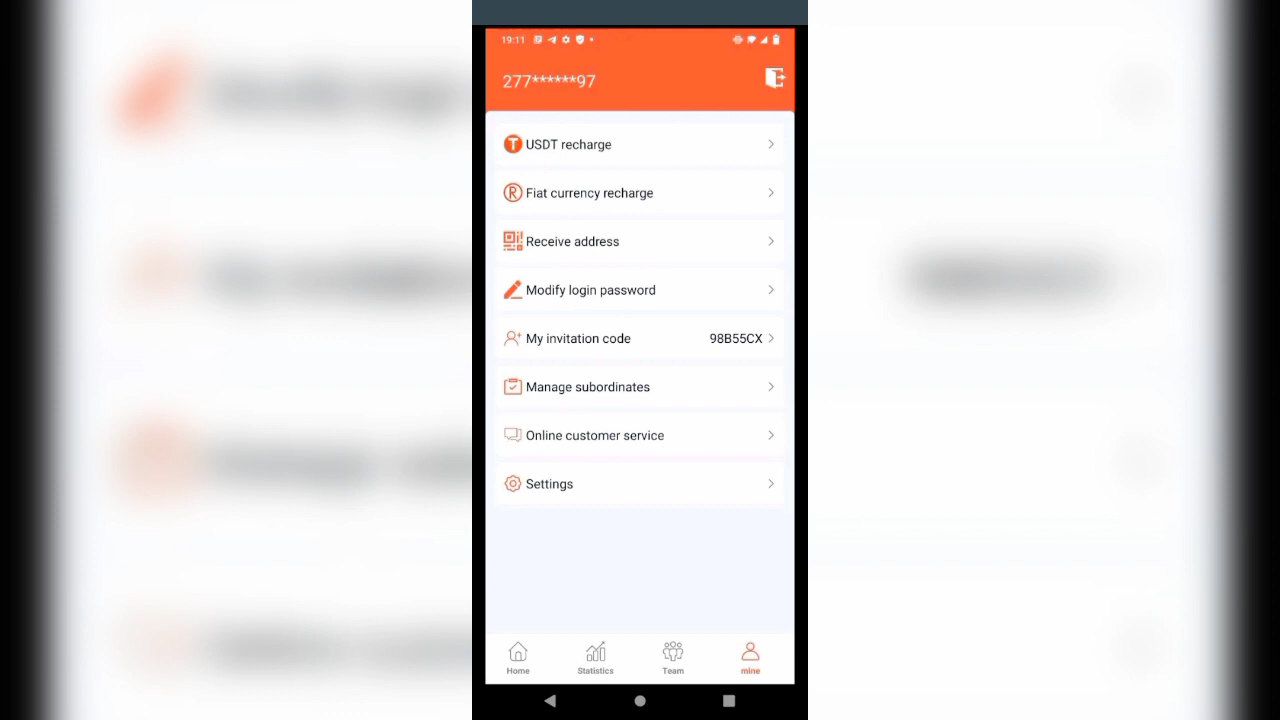 19:11
277******97
USDT recharge
Fiat currency recharge
Receive address
Modify login password
My invitation code 98B55CX
Manage subordinates
Online customer service
Settings
Home Statistics Team mine